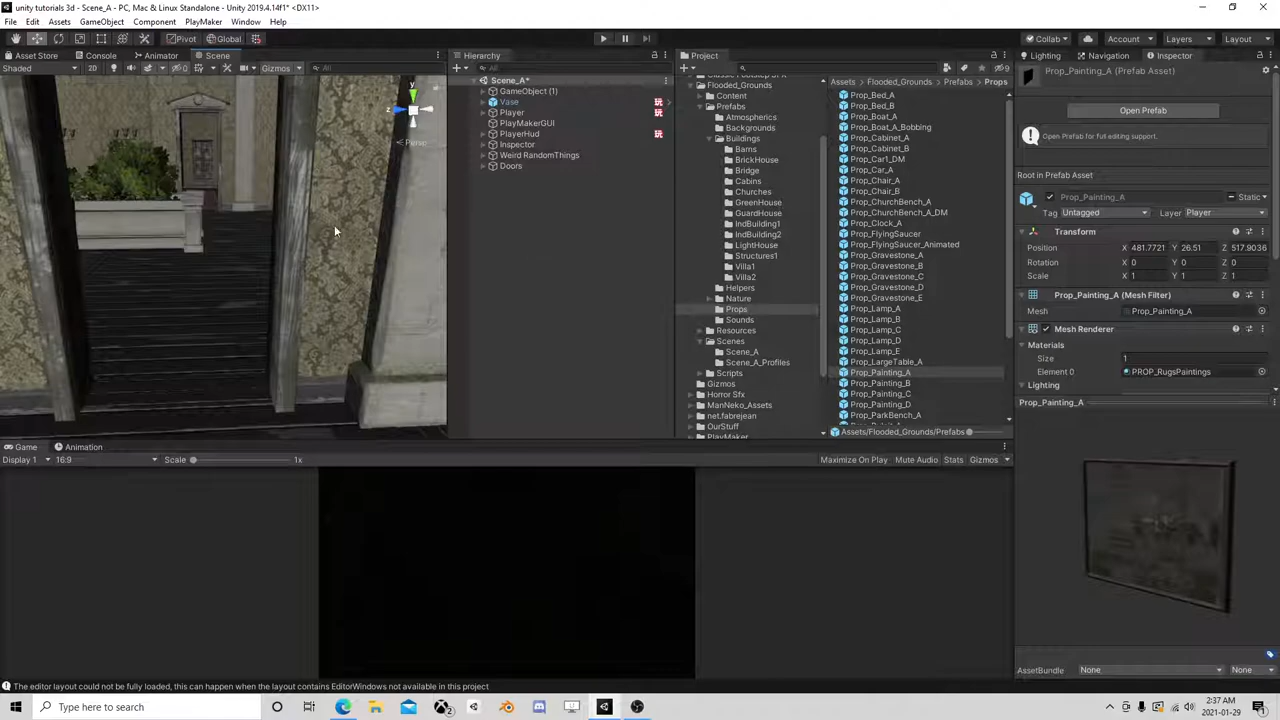 utility tutorials 3d - Scene_A - PC, Mac & Linux Standalone - Unity 2019.4.14f1* <DX11>
File Edit Assets GameObject Component PlayMaker Window Help
Pivot Global
Collab Account Layers Layout
Asset Store Console Animator Scene
Shaded 2D 0 Gizmos All
Persp
y
z
Hierarchy
All
Scene_A*
GameObject (1)
Vase
Player
PlayMakerGUI
PlayerHud
Inspector
Weird RandomThings
Doors
Project
9
Classic Footstep SFX
Flooded_Grounds
Content
Prefabs
Atmospherics
Backgrounds
Buildings
Barns
BrickHouse
Bridge
Cabins
Churches
GreenHouse
GuardHouse
IndBuilding1
IndBuilding2
LightHouse
Structures1
Villa1
Villa2
Helpers
Nature
Props
Sounds
Resources
Scenes
Scene_A
Scene_A_Profiles
Scripts
Gizmos
Horror Sfx
ManNeko_Assets
net.fabrejean
OurStuff
PlayMaker
Assets Flooded_Grounds Prefabs Props
Prop_Bed_A
Prop_Bed_B
Prop_Boat_A
Prop_Boat_A_Bobbing
Prop_Cabinet_A
Prop_Cabinet_B
Prop_Car1_DM
Prop_Car_A
Prop_Chair_A
Prop_Chair_B
Prop_ChurchBench_A
Prop_ChurchBench_A_DM
Prop_Clock_A
Prop_FlyingSaucer
Prop_FlyingSaucer_Animated
Prop_Gravestone_A
Prop_Gravestone_B
Prop_Gravestone_C
Prop_Gravestone_D
Prop_Gravestone_E
Prop_Lamp_A
Prop_Lamp_B
Prop_Lamp_C
Prop_Lamp_D
Prop_Lamp_E
Prop_LargeTable_A
Prop_Painting_A
Prop_Painting_B
Prop_Painting_C
Prop_Painting_D
Prop_ParkBench_A
Assets/Flooded_Grounds/Prefabs
Lighting Navigation Inspector
Prop_Painting_A (Prefab Asset)
Open Prefab
Open Prefab for full editing support.
Root in Prefab Asset
Prop_Painting_A Static
Tag Untagged Layer Player
Transform
Position X 481.7721 Y 26.51 Z 517.9036
Rotation X 0 Y 0 Z 0
Scale X 1 Y 1 Z 1
Prop_Painting_A (Mesh Filter)
Mesh Prop_Painting_A
Mesh Renderer
Materials
Size 1
Element 0 PROP_RugsPaintings
Lighting
Prop_Painting_A
AssetBundle None None
Game Animation
Display 1 16:9 Scale 1x Maximize On Play Mute Audio Stats Gizmos
The editor layout could not be fully loaded, this can happen when the layout contains EditorWindows not available in this project
Type here to search
2:37 AM
2021-01-29